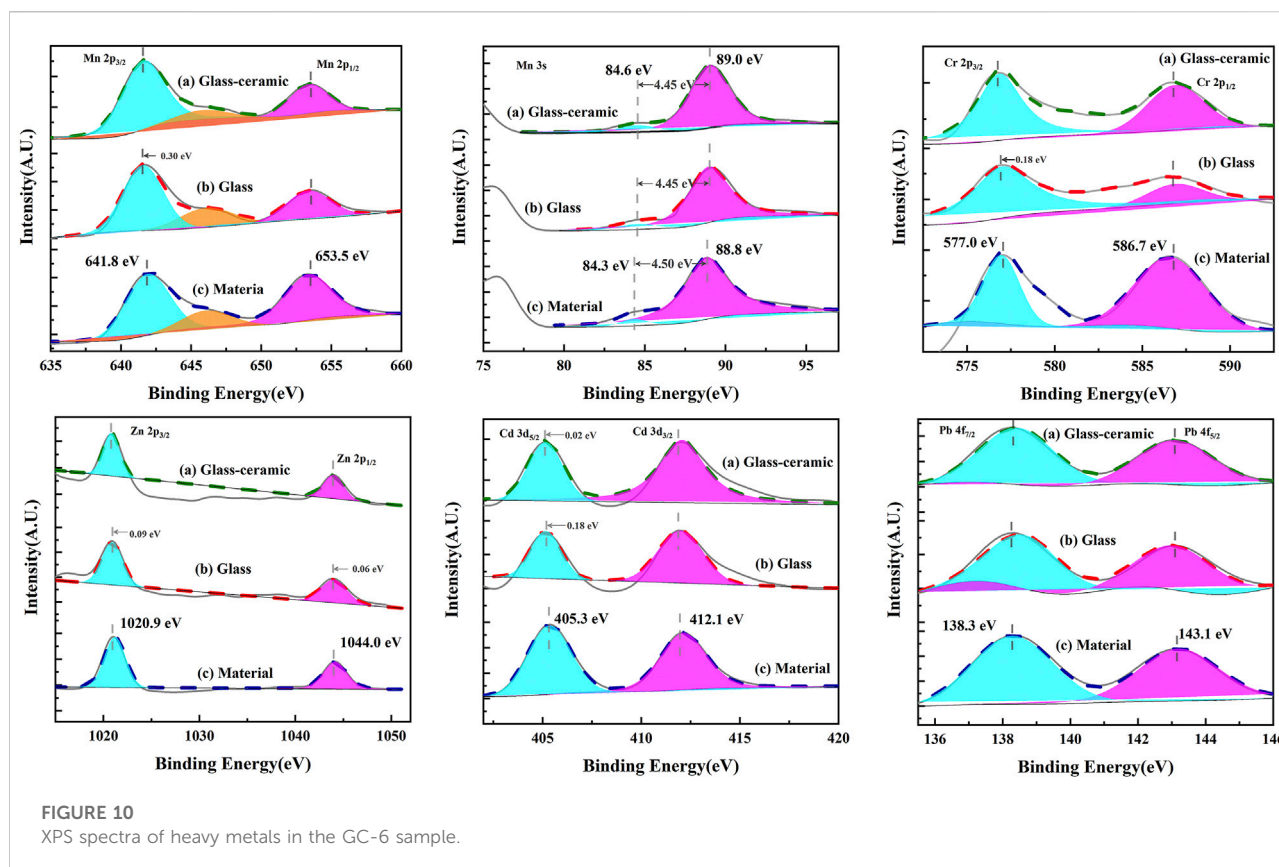 Mn 2p3/2
Mn 2p1/2
(a) Glass-ceramic
0.30 eV
(b) Glass
641.8 eV
653.5 eV
(c) Materia
Intensity(A.U.)
635 640 645 650 655 660
Binding Energy(eV)
Mn 3s
84.6 eV
89.0 eV
4.45 eV
(a) Glass-ceramic
4.45 eV
(b) Glass
84.3 eV
4.50 eV
88.8 eV
(c) Material
Intensity(A.U.)
75 80 85 90 95
Binding Energy(eV)
(a) Glass-ceramic
Cr 2p3/2
Cr 2p1/2
(b) Glass
0.18 eV
577.0 eV
586.7 eV
(c) Material
Intensity(A.U.)
575 580 585 590
Binding Energy(eV)
Zn 2p3/2
Zn 2p1/2
(a) Glass-ceramic
0.09 eV
(b) Glass
0.06 eV
1020.9 eV
1044.0 eV
(c) Material
Intensity(A.U.)
1020 1030 1040 1050
Binding Energy(eV)
Cd 3d5/2
0.02 eV
Cd 3d3/2
(a) Glass-ceramic
0.18 eV
(b) Glass
405.3 eV
412.1 eV
(c) Material
Intensity(A.U.)
405 410 415 420
Binding Energy(eV)
Pb 4f7/2
(a) Glass-ceramic
Pb 4f5/2
(b) Glass
138.3 eV
143.1 eV
(c) Material
Intensity(A.U.)
136 138 140 142 144 146
Binding Energy(eV)
FIGURE 10
XPS spectra of heavy metals in the GC-6 sample.